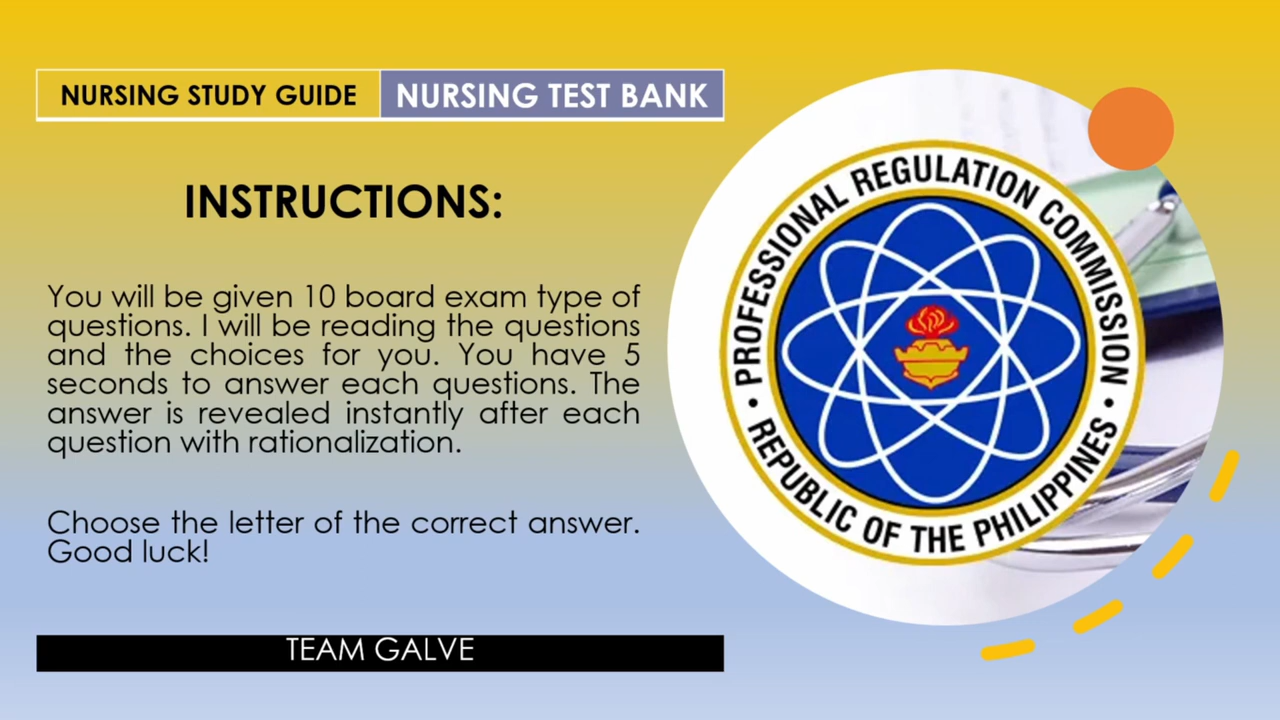 NURSING STUDY GUIDE
NURSING TEST BANK
INSTRUCTIONS:
You will be given 10 board exam type of
questions. I will be reading the questions
and the choices for you. You have 5
seconds to answer each questions. The
answer is revealed instantly after each
question with rationalization.
Choose the letter of the correct answer.
Good luck!
TEAM GALVE
PROFESSIONAL REGULATION COMMISSION
• REPUBLIC OF THE PHILIPPINES •